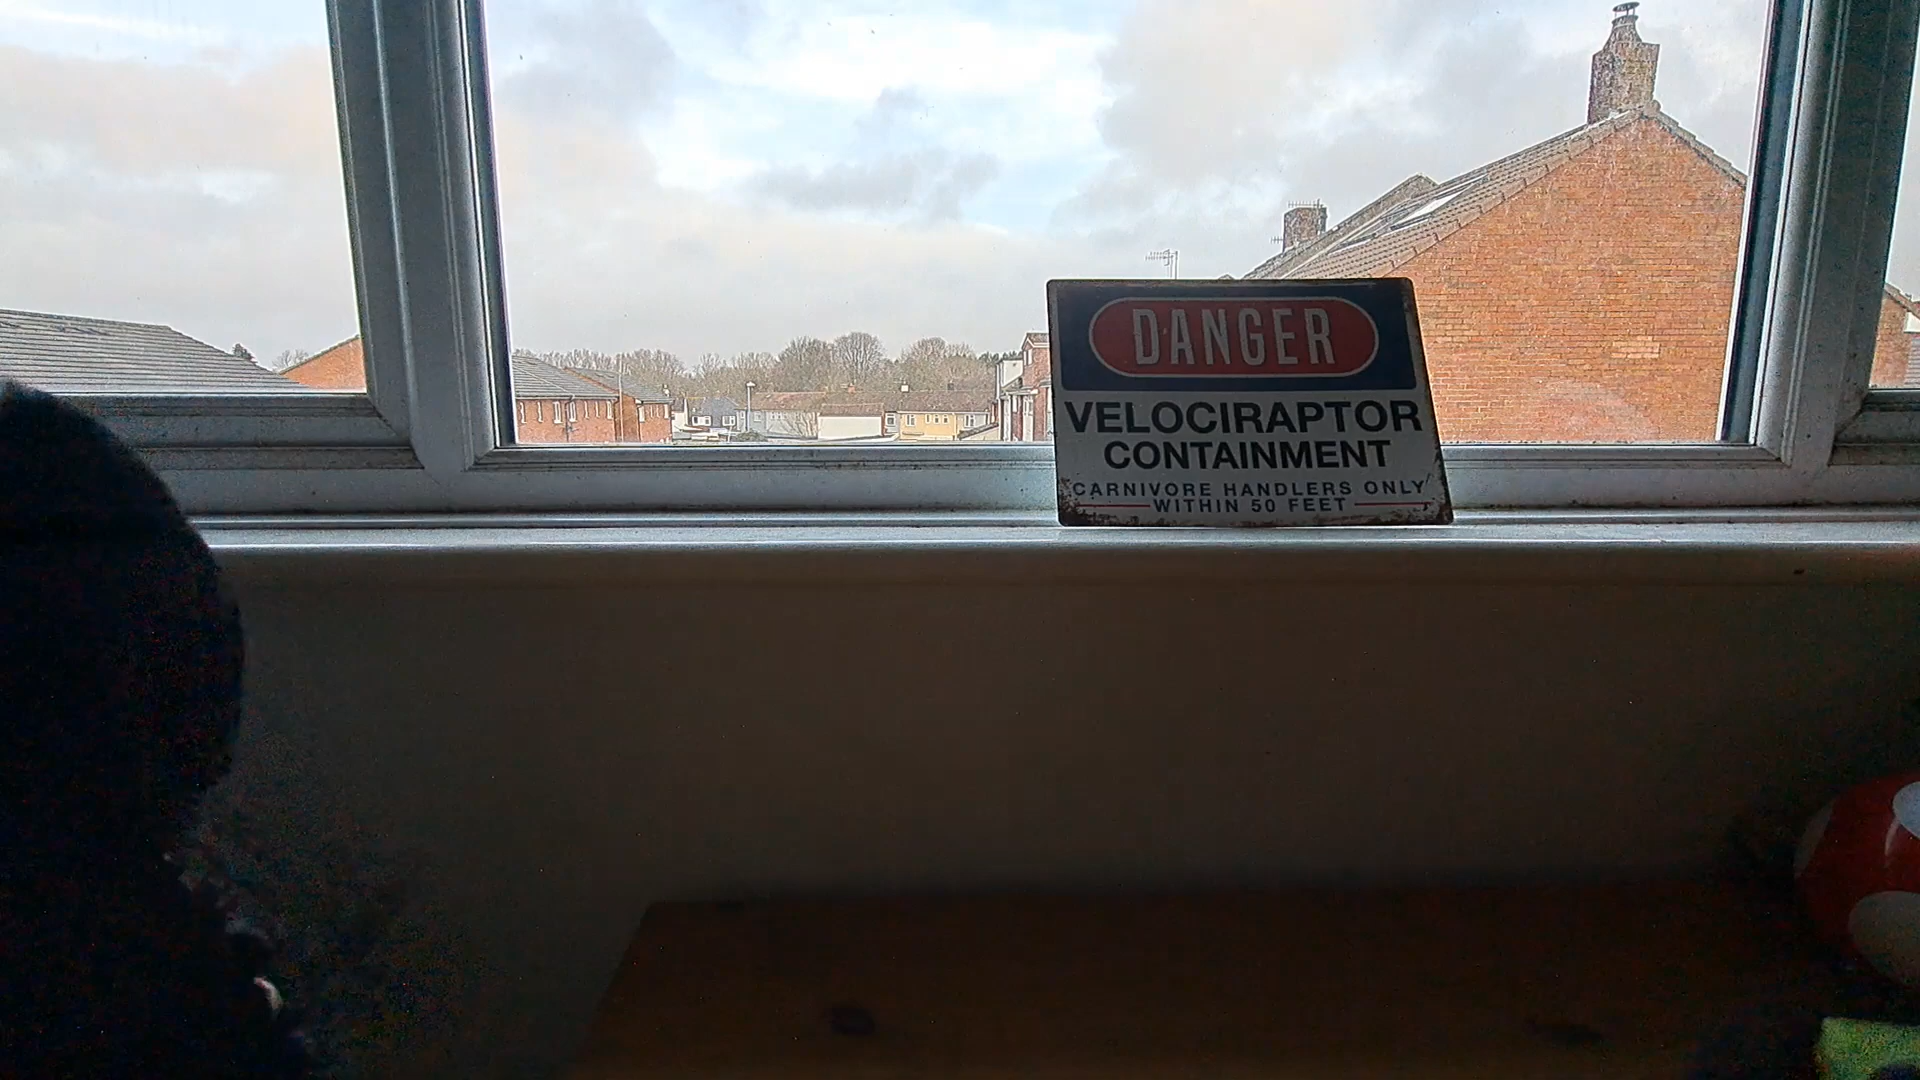 DANGER
VELOCIRAPTOR
CONTAINMENT
CARNIVORE HANDLERS ONLY
WITHIN 50 FEET